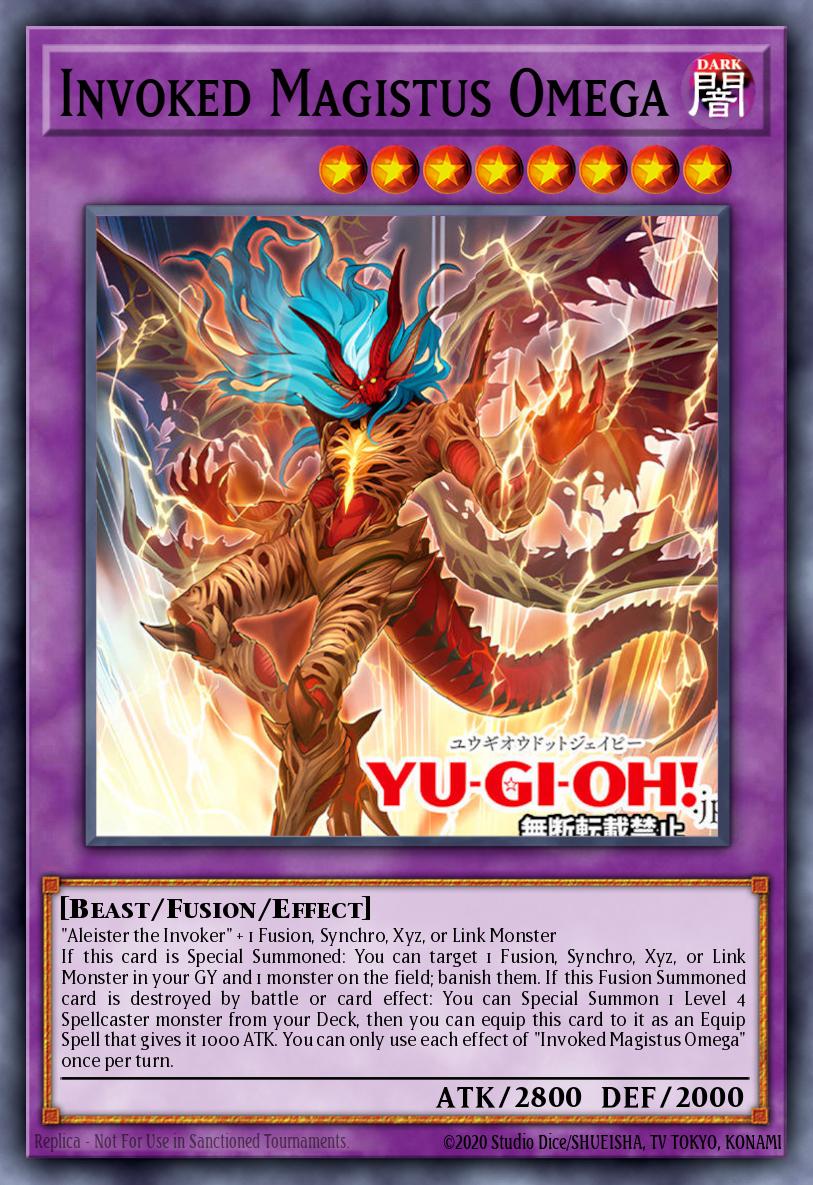 Invoked Magistus Omega
DARK
闇
ユウギオウドットジェイピー
YU-GI-OH!
無断転載禁止
[Beast/Fusion/Effect]
"Aleister the Invoker" + 1 Fusion, Synchro, Xyz, or Link Monster
If this card is Special Summoned: You can target 1 Fusion, Synchro, Xyz, or Link
Monster in your GY and 1 monster on the field; banish them. If this Fusion Summoned
card is destroyed by battle or card effect: You can Special Summon 1 Level 4
Spellcaster monster from your Deck, then you can equip this card to it as an Equip
Spell that gives it 1000 ATK. You can only use each effect of "Invoked Magistus Omega"
once per turn.
ATK/2800 DEF/2000
Replica - Not For Use in Sanctioned Tournaments.
©2020 Studio Dice/SHUEISHA, TV TOKYO, KONAMI